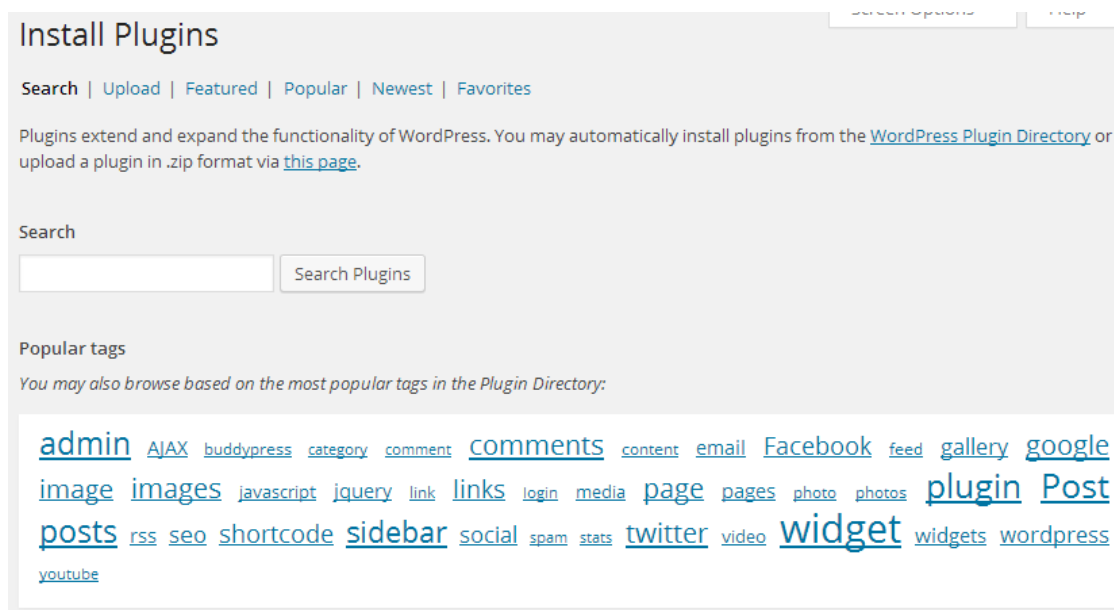 Screen Options Help
Install Plugins
Search | Upload | Featured | Popular | Newest | Favorites
Plugins extend and expand the functionality of WordPress. You may automatically install plugins from the WordPress Plugin Directory or
upload a plugin in .zip format via this page.
Search
Search Plugins
Popular tags
You may also browse based on the most popular tags in the Plugin Directory:
admin AJAX buddypress category comment comments content email Facebook feed gallery google
image images javascript jquery link links login media page pages photo photos plugin Post
posts rss seo shortcode sidebar social spam stats twitter video widget widgets wordpress
youtube